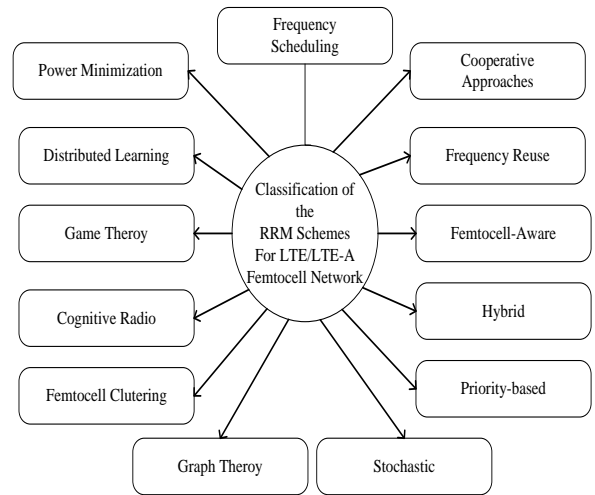 Frequency
Scheduling
Power Minimization
Cooperative
Approaches
Distributed Learning
Frequency Reuse
Classification of
the
RRM Schemes
For LTE/LTE-A
Femtocell Network
Game Theroy
Femtocell-Aware
Cognitive Radio
Hybrid
Femtocell Clutering
Priority-based
Graph Theroy
Stochastic